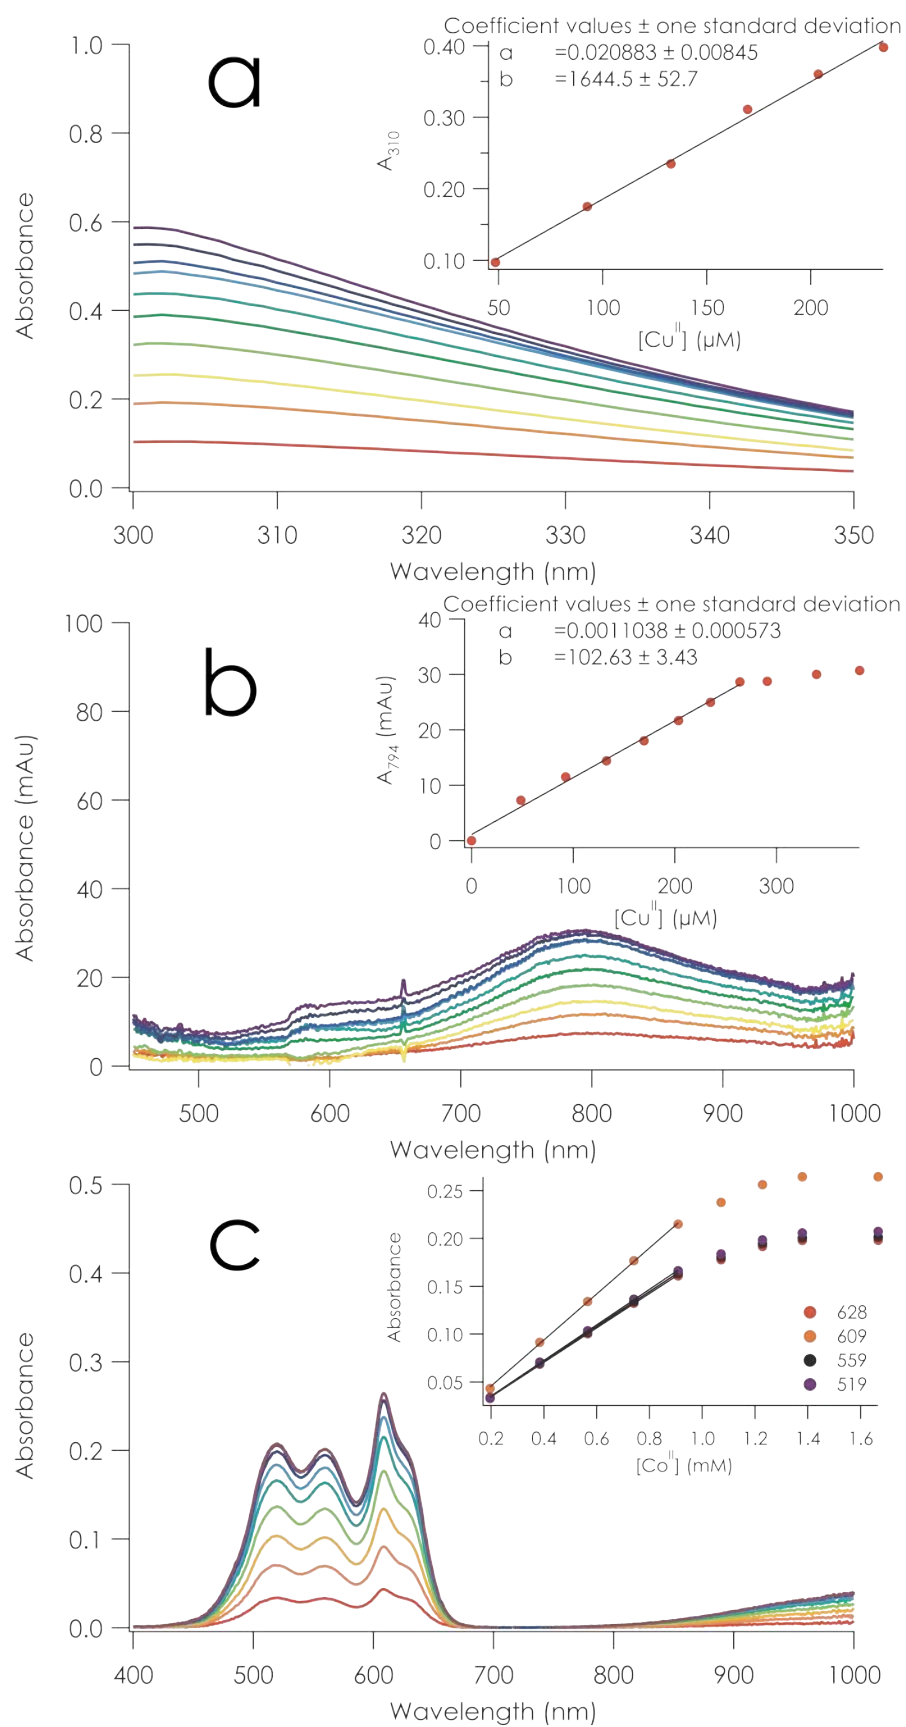 Coefficient values ± one standard deviation
a =0.020883 ± 0.00845
b =1644.5 ± 52.7
a
1.0
0.8
0.6
0.4
0.2
0.0
Absorbance
300 310 320 330 340 350
Wavelength (nm)
0.40
0.30
0.20
0.10
A310
50 100 150 200
[CuII] (µM)
Coefficient values ± one standard deviation
a =0.0011038 ± 0.000573
b =102.63 ± 3.43
b
100
80
60
40
20
0
Absorbance (mAu)
500 600 700 800 900 1000
Wavelength (nm)
40
30
20
10
0
A794 (mAu)
0 100 200 300
[CuII] (µM)
c
0.5
0.4
0.3
0.2
0.1
0.0
Absorbance
400 500 600 700 800 900 1000
Wavelength (nm)
0.25
0.20
0.15
0.10
0.05
Absorbance
628
609
559
519
0.2 0.4 0.6 0.8 1.0 1.2 1.4 1.6
[CoII] (mM)